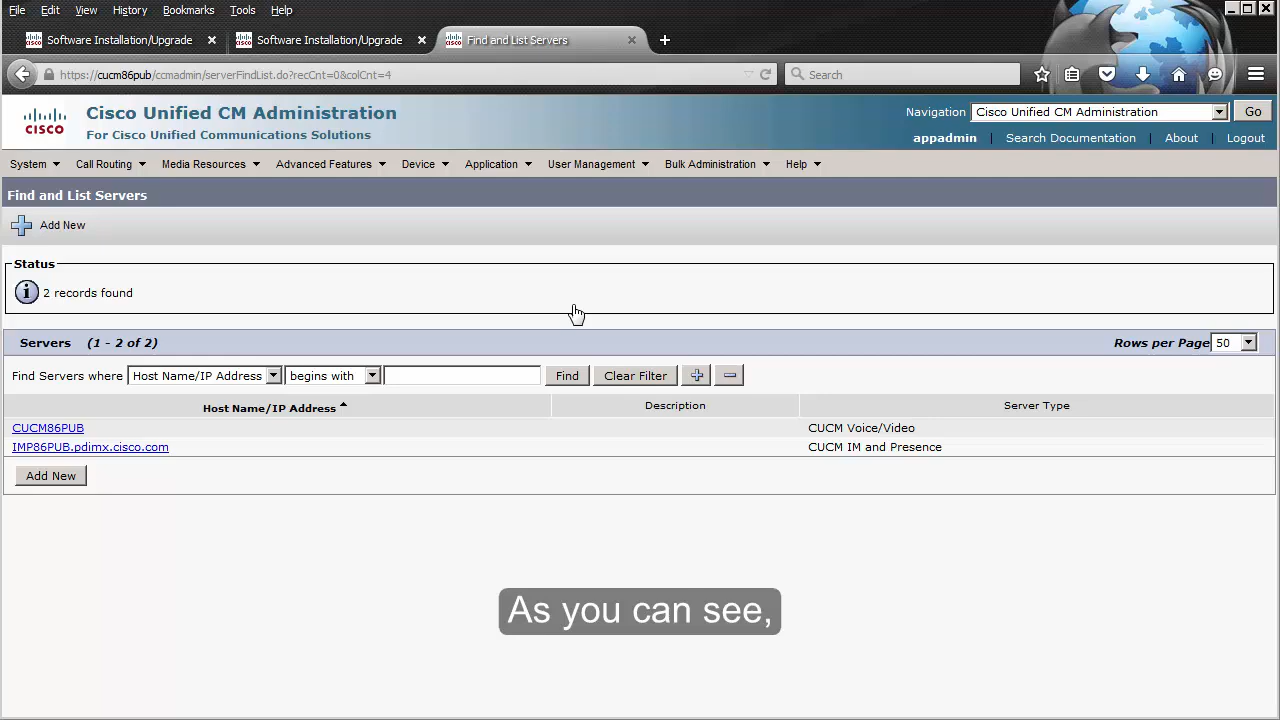 File Edit View History Bookmarks Tools Help
Software Installation/Upgrade × Software Installation/Upgrade × Find and List Servers ×
https://cucm86pub/ccmadmin/serverFindList.do?recCnt=0&colCnt=4 Search
Cisco Unified CM Administration
For Cisco Unified Communications Solutions
CISCO
Navigation Cisco Unified CM Administration Go
appadmin Search Documentation About Logout
System Call Routing Media Resources Advanced Features Device Application User Management Bulk Administration Help
Find and List Servers
Add New
Status
2 records found
Servers (1 - 2 of 2) Rows per Page 50
Find Servers where Host Name/IP Address begins with Find Clear Filter
Host Name/IP Address Description Server Type
CUCM86PUB CUCM Voice/Video
IMP86PUB.pdimx.cisco.com CUCM IM and Presence
Add New
As you can see,